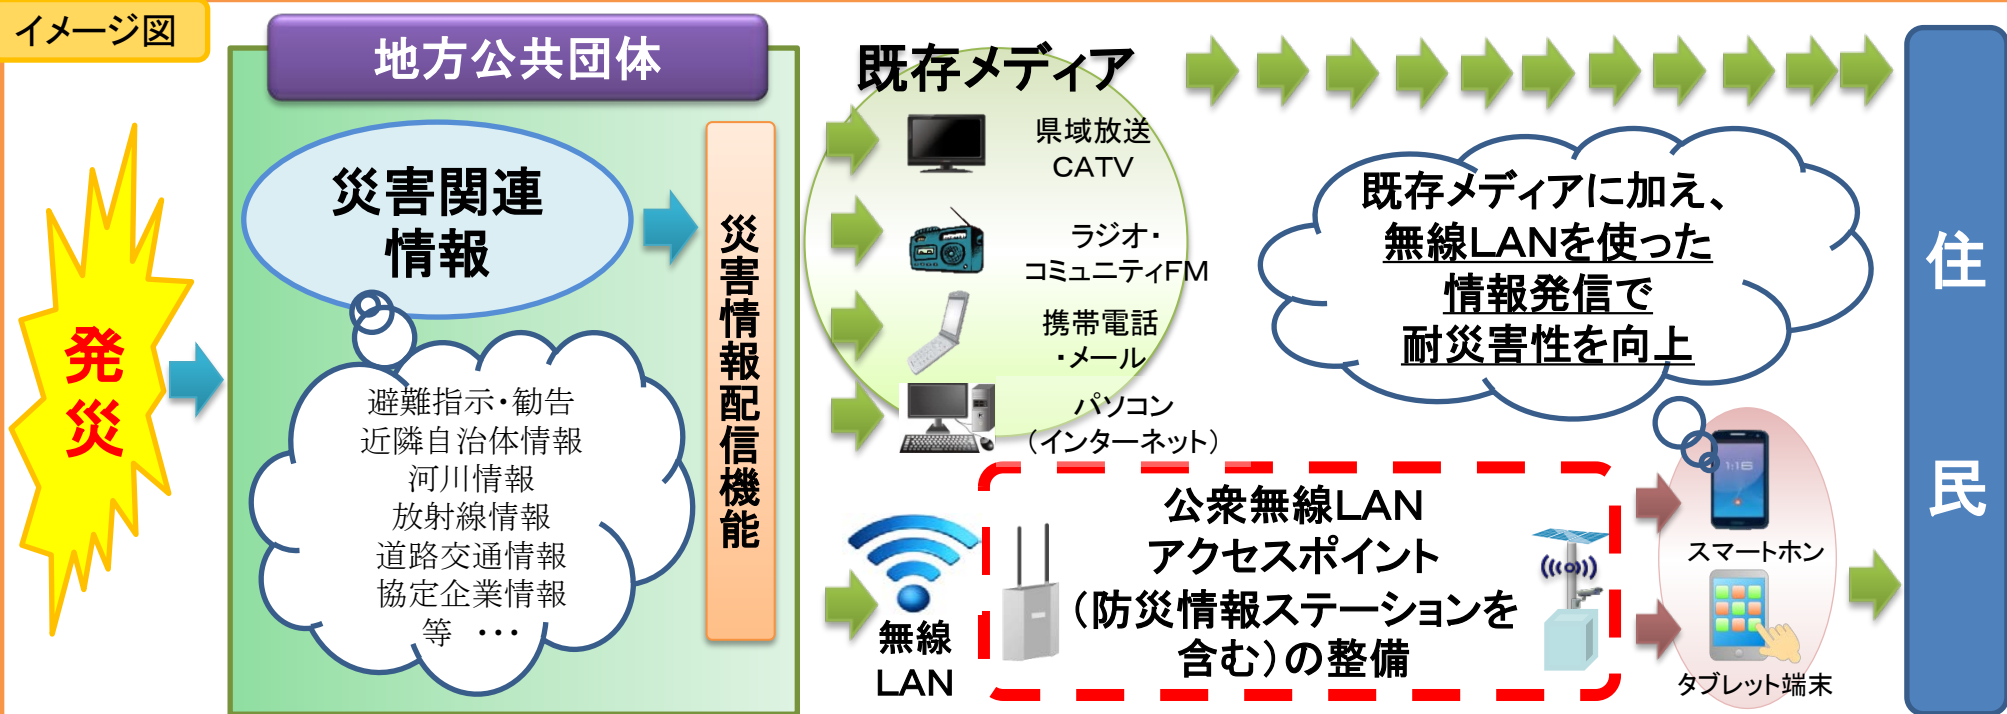 イメージ図
地方公共団体
発災
災害関連
情報
避難指示・勧告
近隣自治体情報
河川情報
放射線情報
道路交通情報
協定企業情報
等　・・・
災害情報配信機能
既存メディア
県域放送
CATV
ラジオ・
コミュニティFM
携帯電話
・メール
パソコン
（インターネット）
無線
LAN
公衆無線LAN
アクセスポイント
（防災情報ステーションを
含む）の整備
既存メディアに加え、
無線LANを使った
情報発信で
耐災害性を向上
1:16
スマートホン
タブレット端末
住民